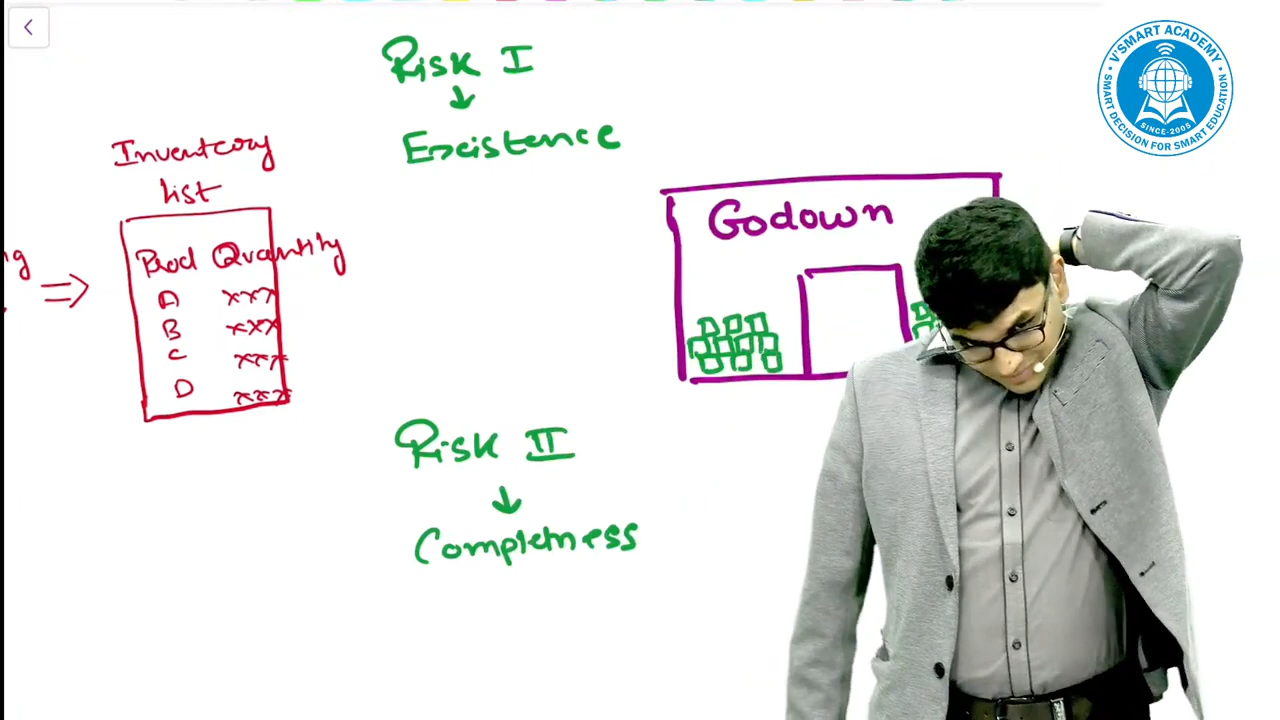 Risk I
↓
Existence
Inventory
list
Prod Quantity
A xxx
B xxx
C xxx
D xxx
ng
⇒
Godown
Risk II
↓
Completness
V'SMART ACADEMY
SINCE-2005
SMART DECISION FOR SMART EDUCATION